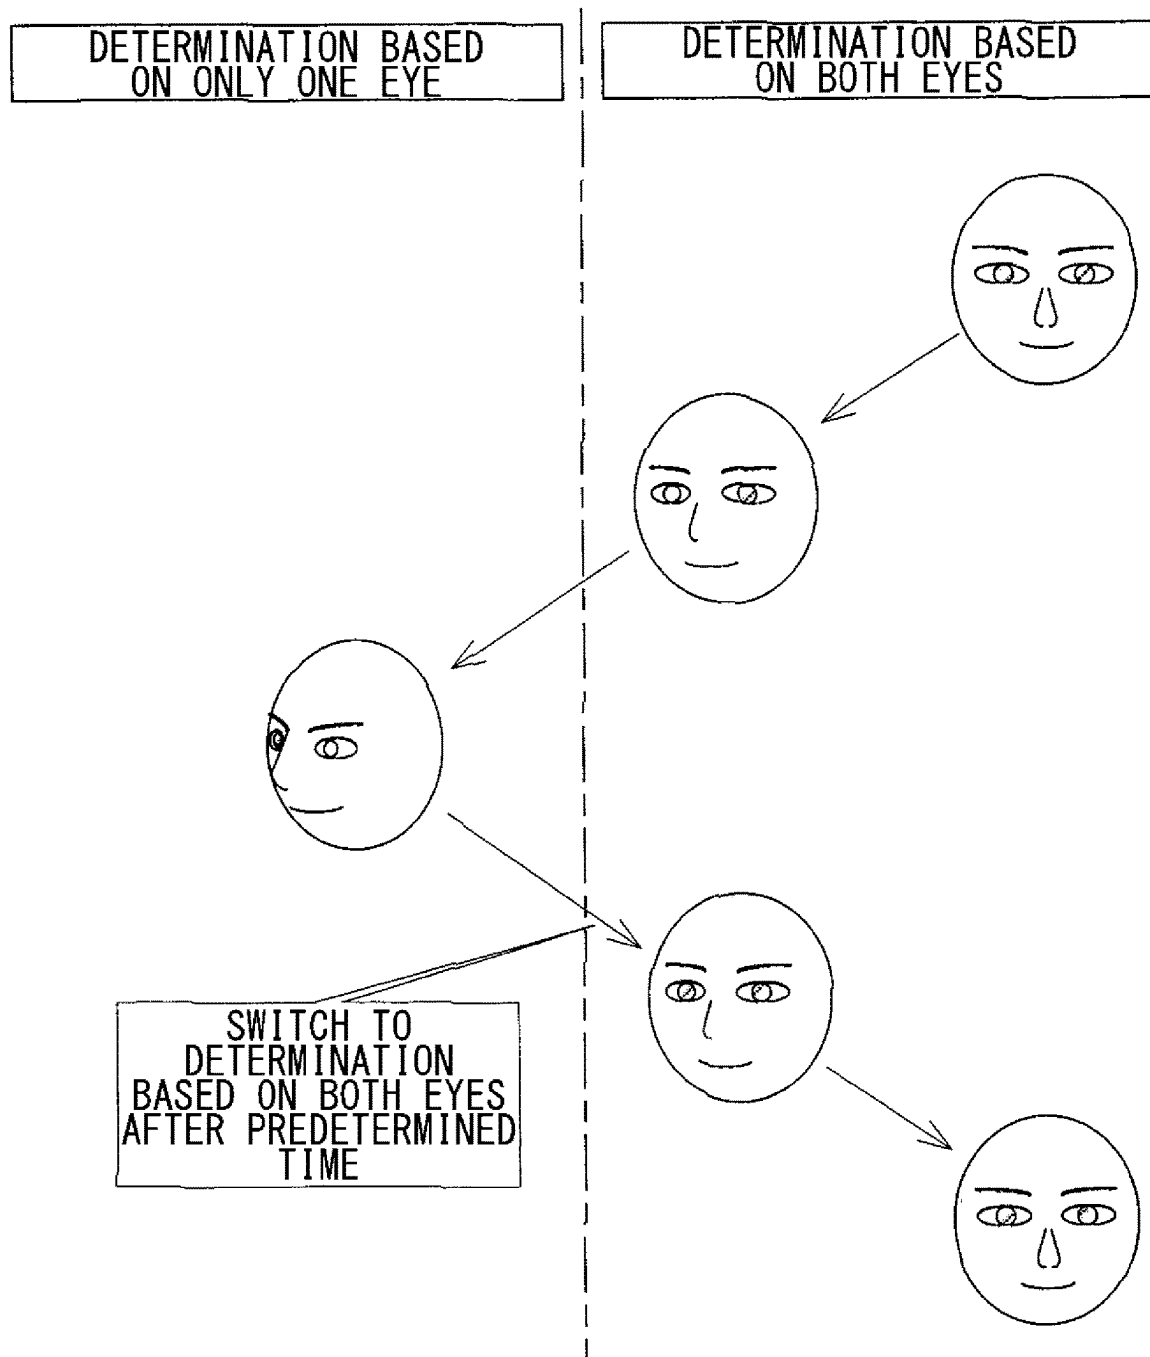 DETERMINATION BASED
ON ONLY ONE EYE
DETERMINATION BASED
ON BOTH EYES
SWITCH TO
DETERMINATION
BASED ON BOTH EYES
AFTER PREDETERMINED
TIME